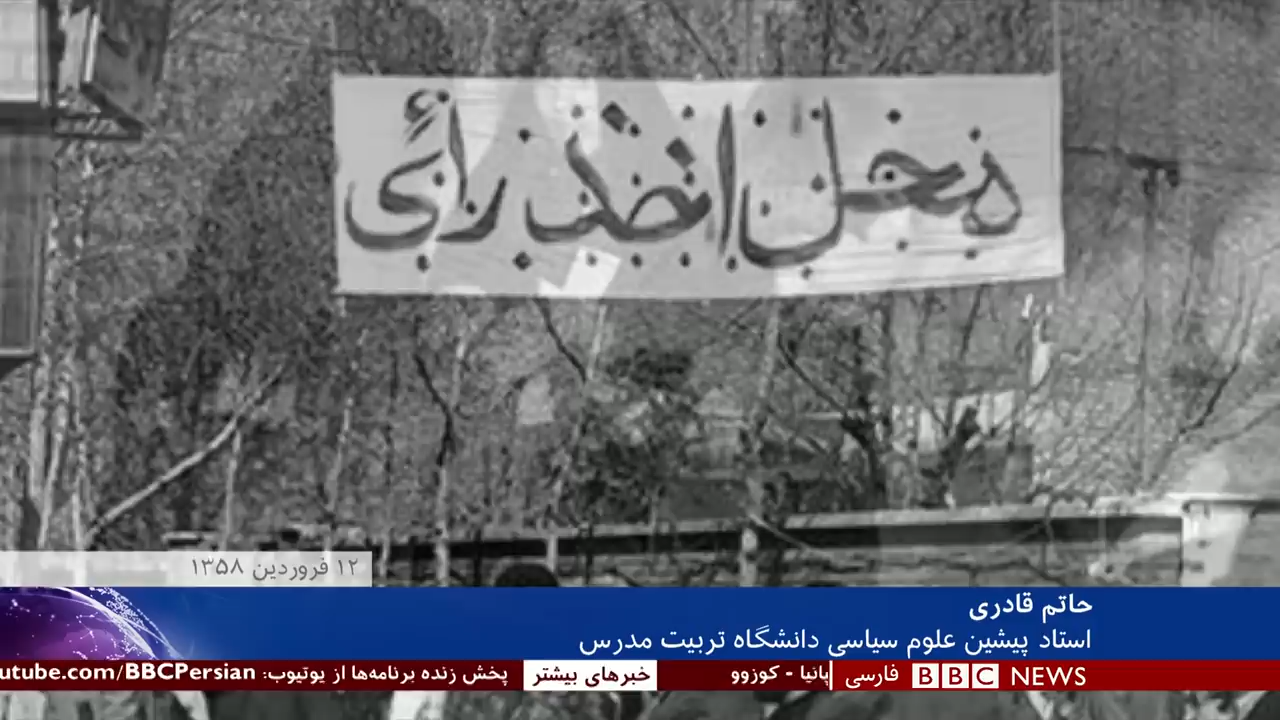 محل اخذ رأی
۱۲ فروردین ۱۳۵۸
حاتم قادری
استاد پیشین علوم سیاسی دانشگاه تربیت مدرس
BBC NEWS فارسی
پانیا - کوزوو
خبرهای بیشتر
پخش زنده برنامه‌ها از یوتیوب: utube.com/BBCPersian